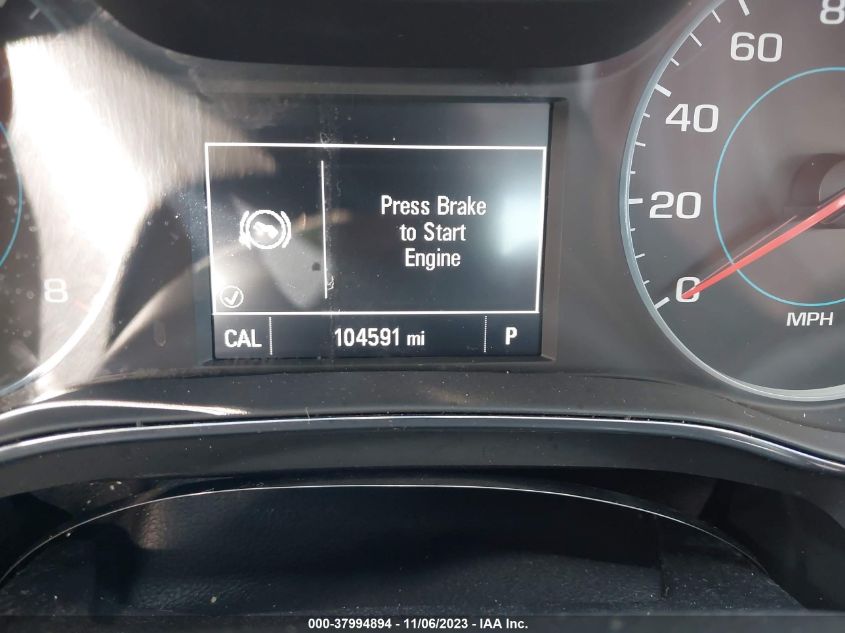 Press Brake
to Start
Engine
CAL 104591 mi P
8
0
20
40
60
8
MPH
000-37994894 - 11/06/2023 - IAA Inc.